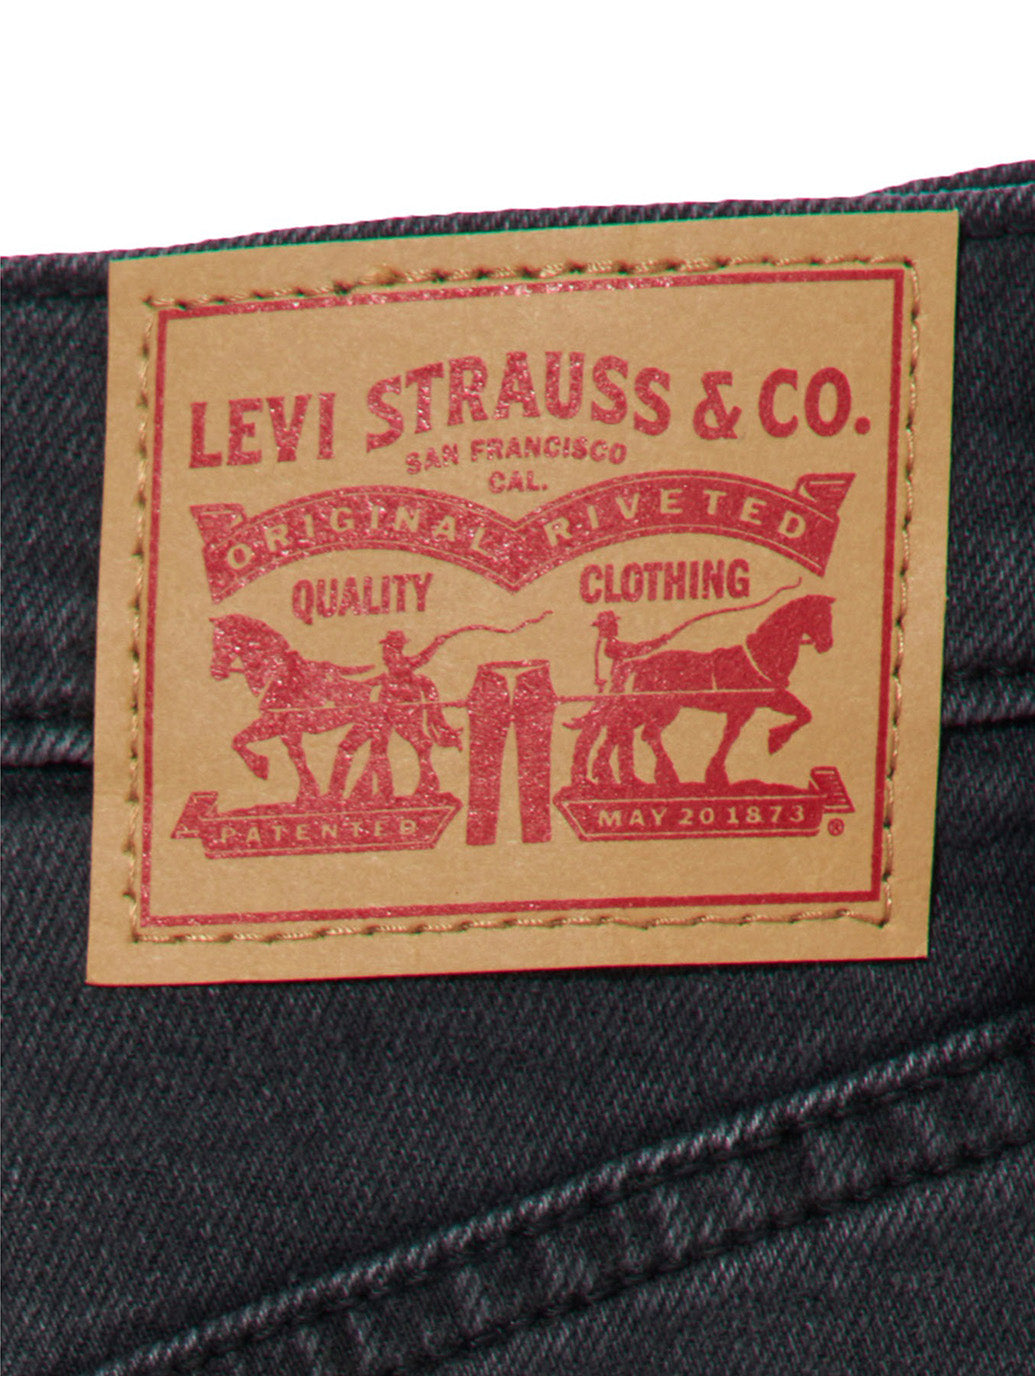 LEVI STRAUSS & CO.
SAN FRANCISCO
CAL.
ORIGINAL RIVETED
QUALITY CLOTHING
PATENTED MAY 20 1873 ®